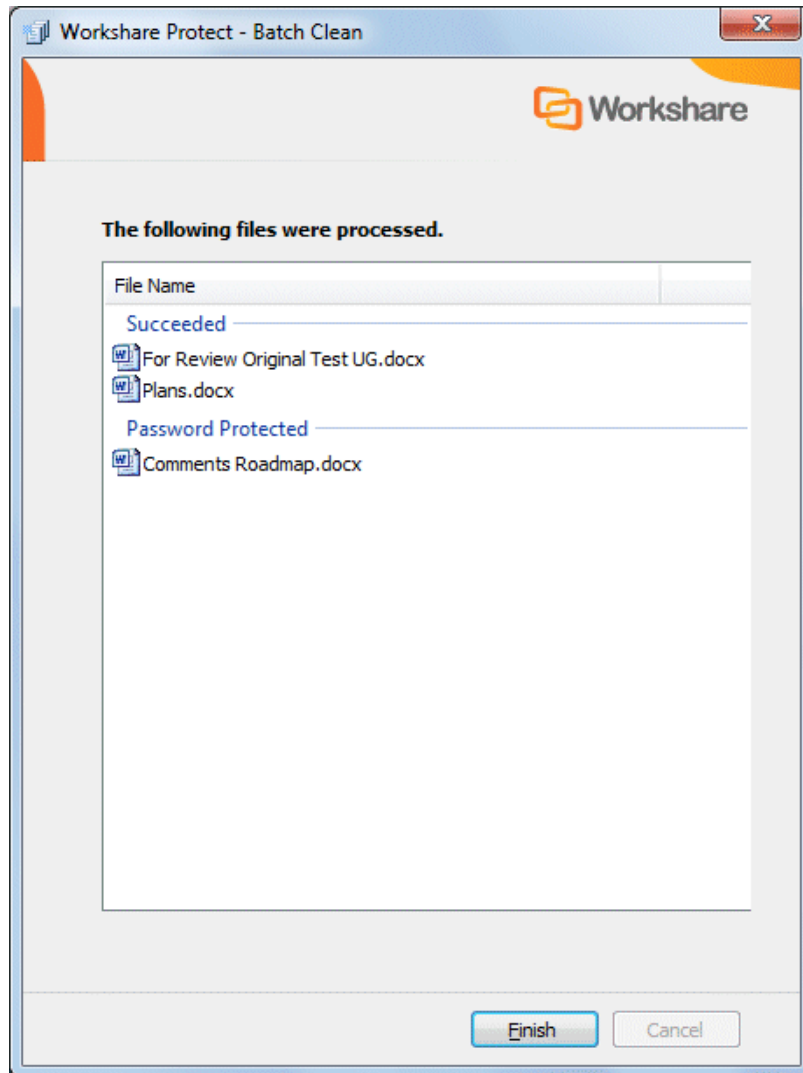 Workshare Protect - Batch Clean
Workshare
The following files were processed.
File Name
Succeeded
For Review Original Test UG.docx
Plans.docx
Password Protected
Comments Roadmap.docx
Finish
Cancel